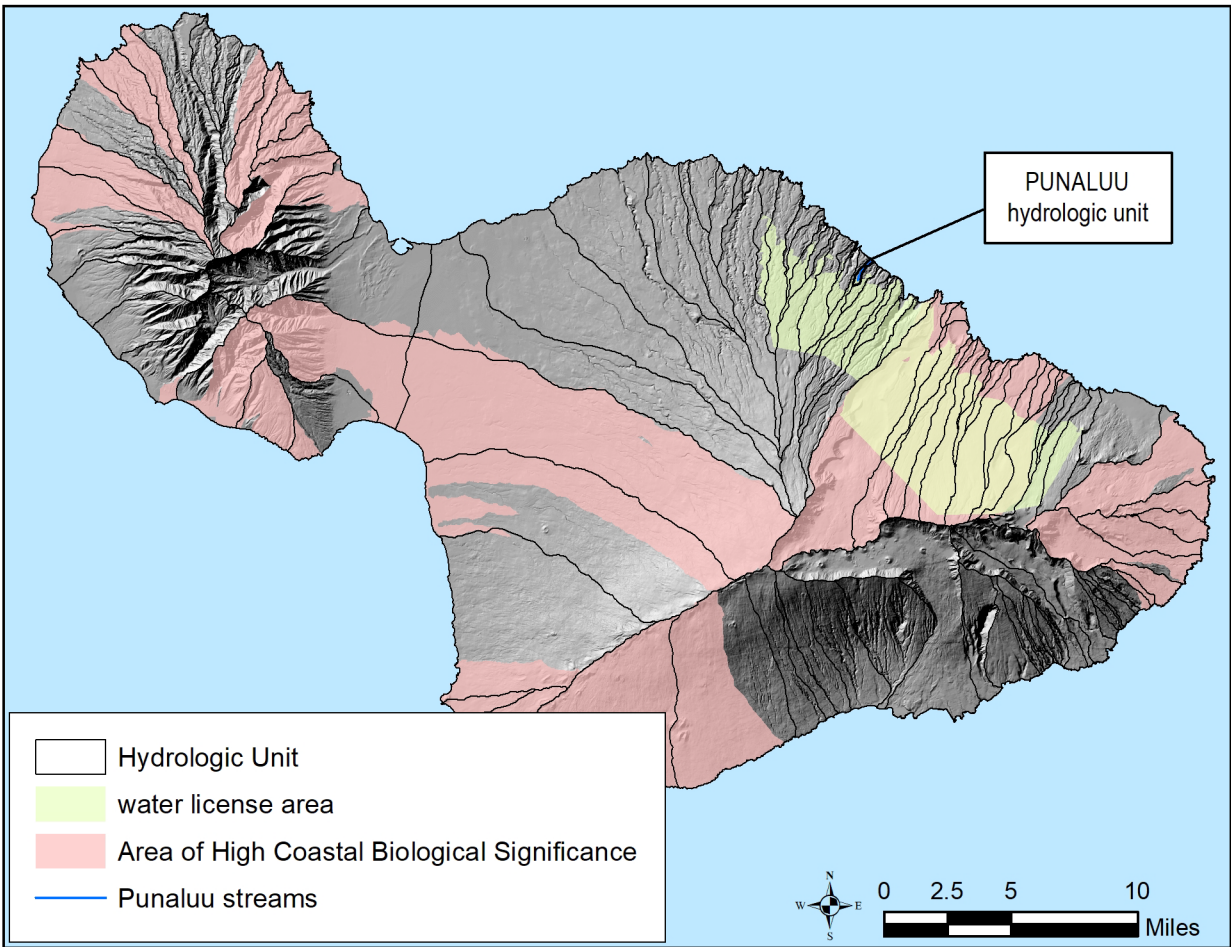 PUNALUU
hydrologic unit
Hydrologic Unit
water license area
Area of High Coastal Biological Significance
Punaluu streams
N
W
E
S
0 2.5 5 10
Miles